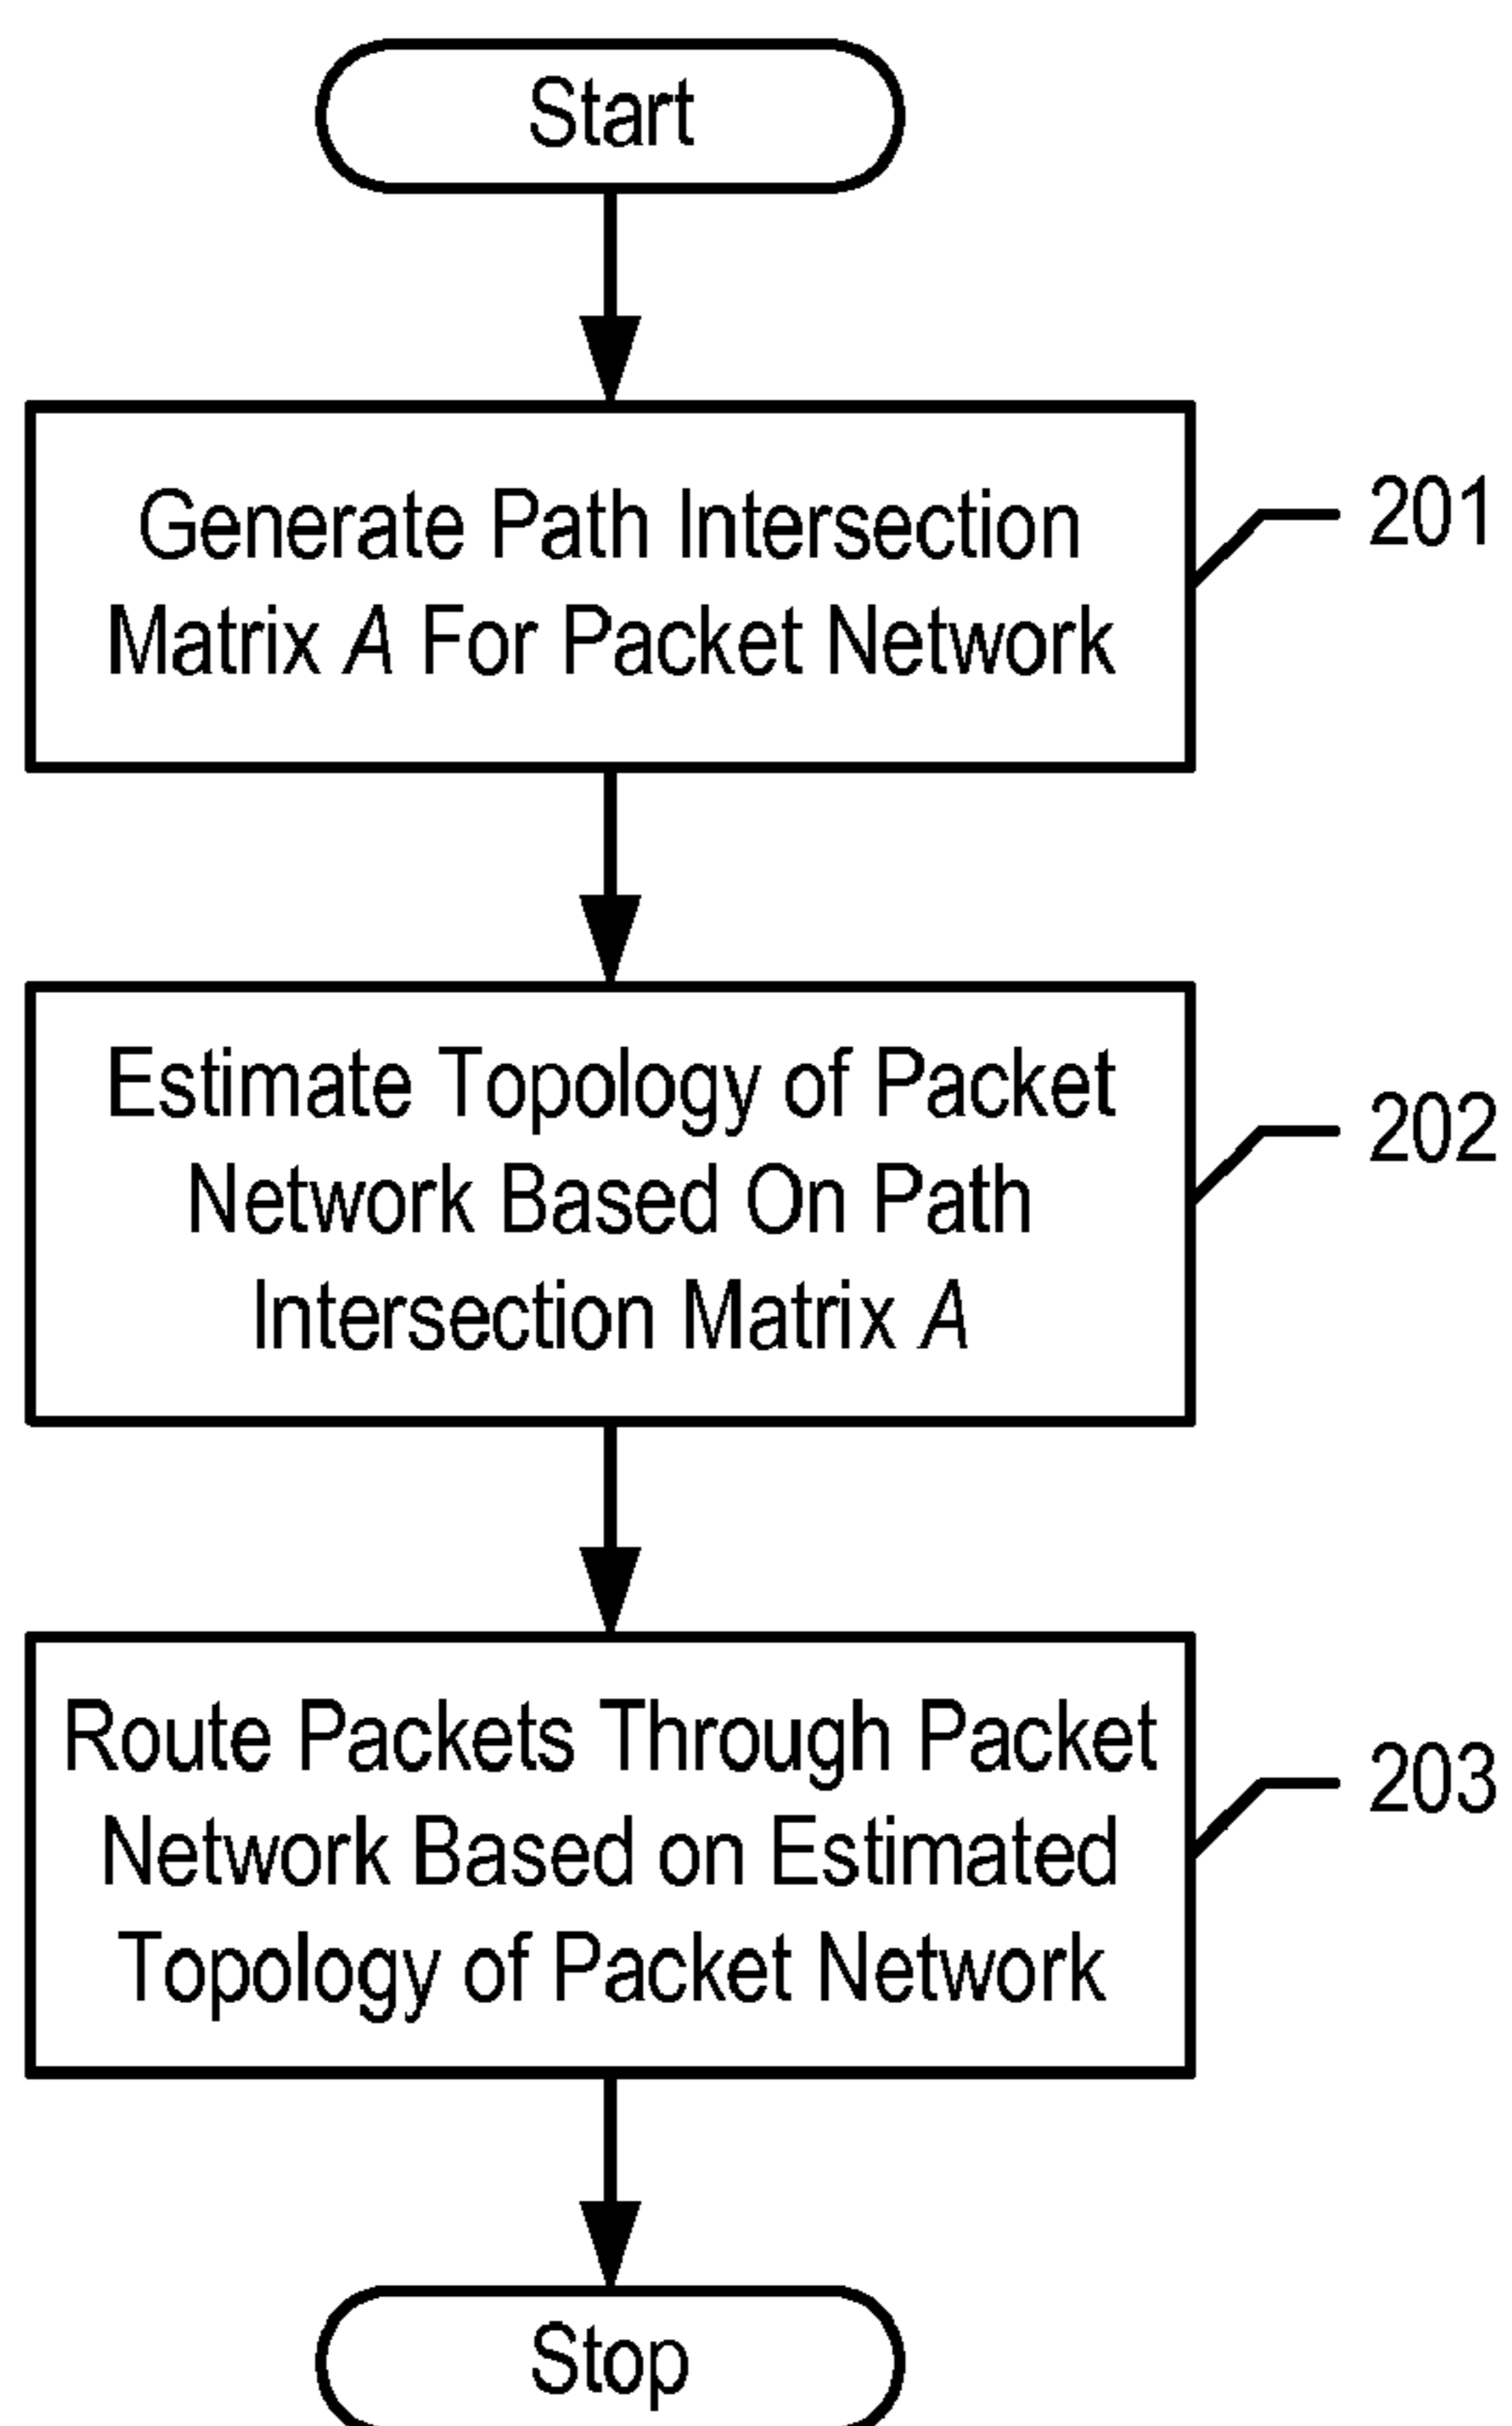 Start
Generate Path Intersection
Matrix A For Packet Network
201
Estimate Topology of Packet
Network Based On Path
Intersection Matrix A
202
Route Packets Through Packet
Network Based on Estimated
Topology of Packet Network
203
Stop